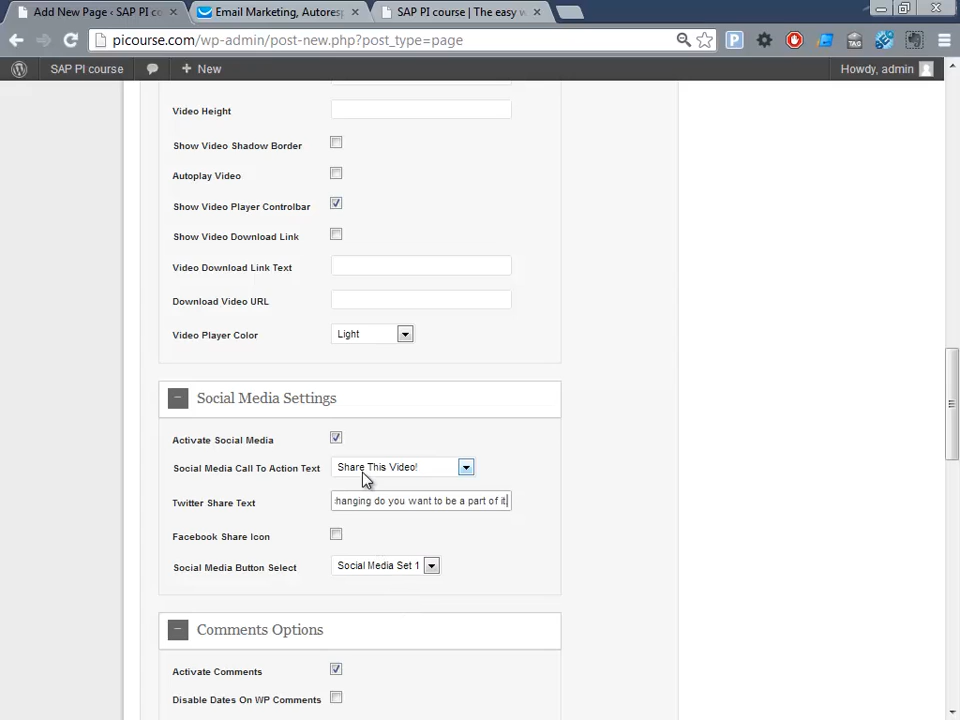 Add New Page ‹ SAP PI co
Email Marketing, Autoresp
SAP PI course | The easy w
picourse.com/wp-admin/post-new.php?post_type=page
P
TAG
SAP PI course
+ New
Howdy, admin
Video Height
Show Video Shadow Border
Autoplay Video
Show Video Player Controlbar
Show Video Download Link
Video Download Link Text
Download Video URL
Video Player Color
Light
Social Media Settings
Activate Social Media
Social Media Call To Action Text
Share This Video!
Twitter Share Text
hanging do you want to be a part of it
Facebook Share Icon
Social Media Button Select
Social Media Set 1
Comments Options
Activate Comments
Disable Dates On WP Comments